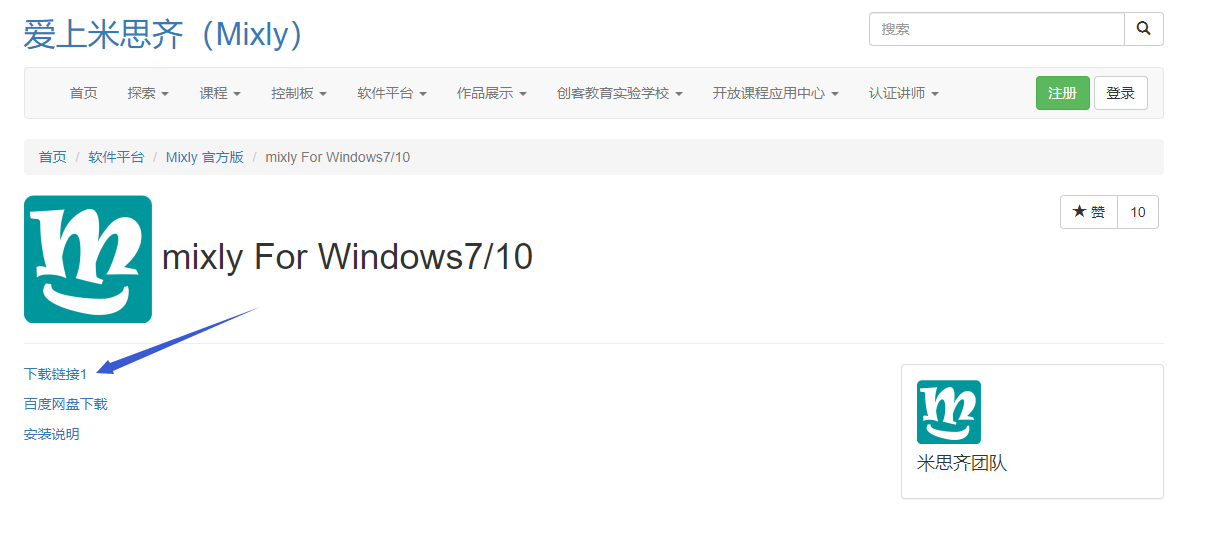 爱上米思齐（Mixly）
搜索
首页 探索 课程 控制板 软件平台 作品展示 创客教育实验学校 开放课程应用中心 认证讲师 注册 登录
首页 / 软件平台 / Mixly 官方版 / mixly For Windows7/10
m
赞 10
mixly For Windows7/10
下载链接1
百度网盘下载
安装说明
m
米思齐团队